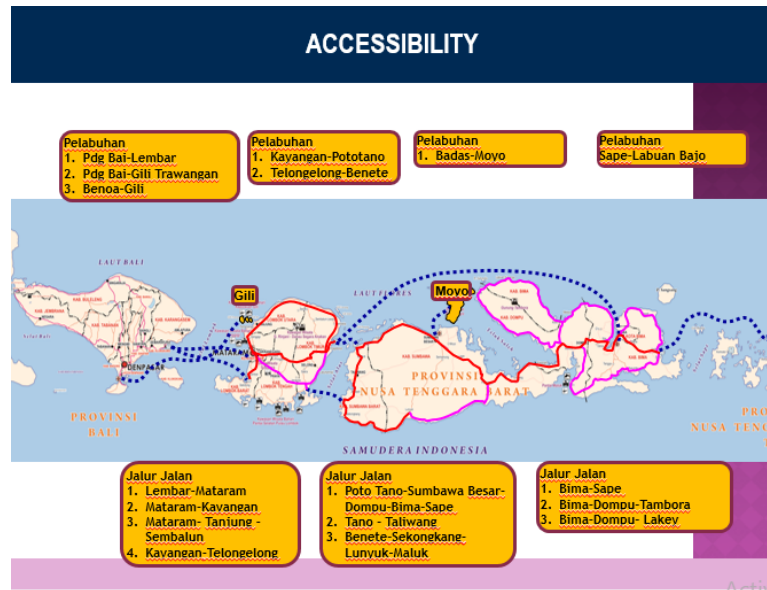 ACCESSIBILITY
Pelabuhan
1. Pdg Bai-Lembar
2. Pdg Bai-Gili Trawangan
3. Benoa-Gili
Pelabuhan
1. Kayangan-Pototano
2. Telongelong-Benete
Pelabuhan
1. Badas-Moyo
Pelabuhan
Sape-Labuan Bajo
LAUT BALI
Gili
LAUT FLORES
Moyo
MATARAM
DENPASAR
PROVINSI
BALI
PROVINSI
NUSA TENGGARA BARAT
PRO
NUSA TENG
SAMUDERA INDONESIA
Jalur Jalan
1. Lembar-Mataram
2. Mataram-Kayangan
3. Mataram- Tanjung -
Sembalun
4. Kayangan-Telongelong
Jalur Jalan
1. Poto Tano-Sumbawa Besar-
Dompu-Bima-Sape
2. Tano - Taliwang
3. Benete-Sekongkang-
Lunyuk-Maluk
Jalur Jalan
1. Bima-Sape
2. Bima-Dompu-Tambora
3. Bima-Dompu- Lakey